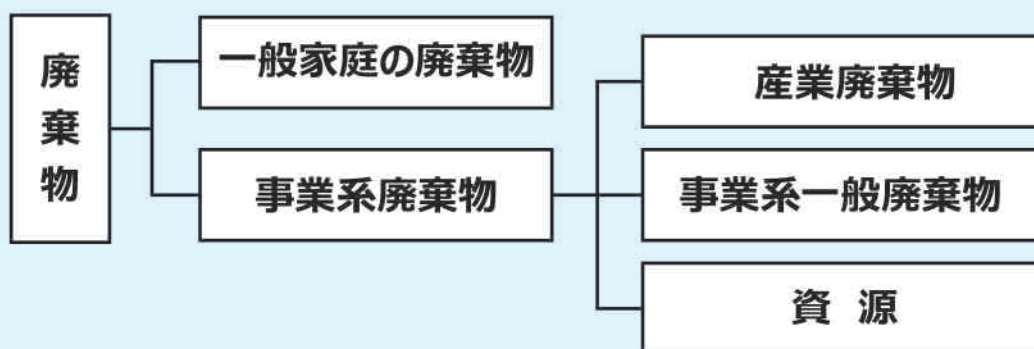 廃棄物
一般家庭の廃棄物
事業系廃棄物
産業廃棄物
事業系一般廃棄物
資 源